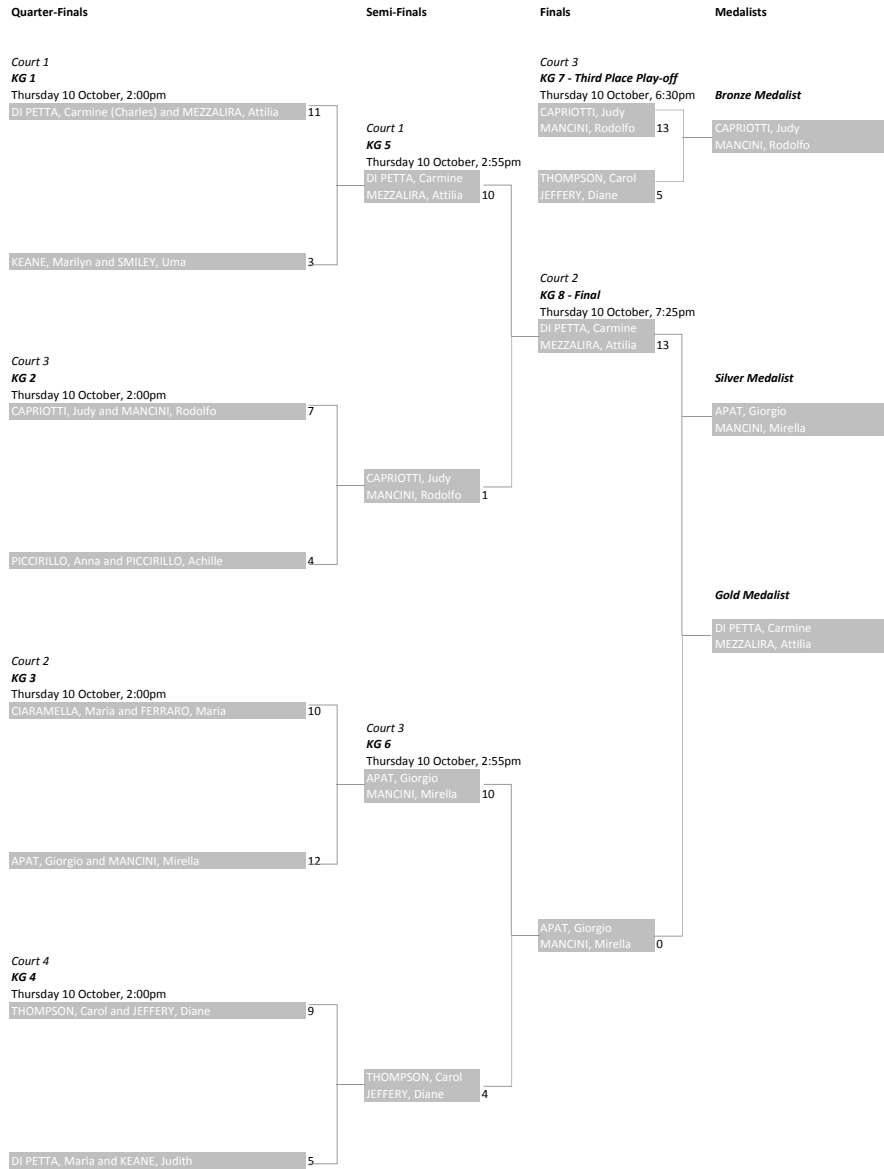 Quarter-Finals
Semi-Finals
Finals
Medalists
Court 1
KG 1
Thursday 10 October, 2:00pm
DI PETTA, Carmine (Charles) and MEZZALIRA, Attilia 11
KEANE, Marilyn and SMILEY, Uma 3
Court 3
KG 2
Thursday 10 October, 2:00pm
CAPRIOTTI, Judy and MANCINI, Rodolfo 7
PICCIRILLO, Anna and PICCIRILLO, Achille 4
Court 2
KG 3
Thursday 10 October, 2:00pm
CIARAMELLA, Maria and FERRARO, Maria 10
APAT, Giorgio and MANCINI, Mirella 12
Court 4
KG 4
Thursday 10 October, 2:00pm
THOMPSON, Carol and JEFFERY, Diane 9
DI PETTA, Maria and KEANE, Judith 5
Court 1
KG 5
Thursday 10 October, 2:55pm
DI PETTA, Carmine
MEZZALIRA, Attilia 10
CAPRIOTTI, Judy
MANCINI, Rodolfo 1
Court 3
KG 6
Thursday 10 October, 2:55pm
APAT, Giorgio
MANCINI, Mirella 10
THOMPSON, Carol
JEFFERY, Diane 4
Court 3
KG 7 - Third Place Play-off
Thursday 10 October, 6:30pm
CAPRIOTTI, Judy
MANCINI, Rodolfo 13
THOMPSON, Carol
JEFFERY, Diane 5
Court 2
KG 8 - Final
Thursday 10 October, 7:25pm
DI PETTA, Carmine
MEZZALIRA, Attilia 13
APAT, Giorgio
MANCINI, Mirella 0
Bronze Medalist
CAPRIOTTI, Judy
MANCINI, Rodolfo
Silver Medalist
APAT, Giorgio
MANCINI, Mirella
Gold Medalist
DI PETTA, Carmine
MEZZALIRA, Attilia